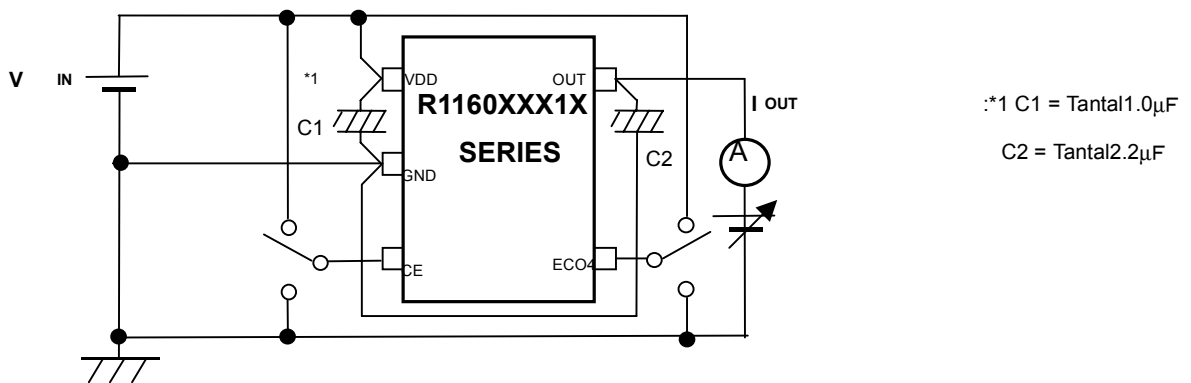 V IN
*1
VDD
OUT
R1160XXX1X
SERIES
C1
C2
GND
CE
ECO4
I OUT
A
:*1 C1 = Tantal1.0μF
C2 = Tantal2.2μF